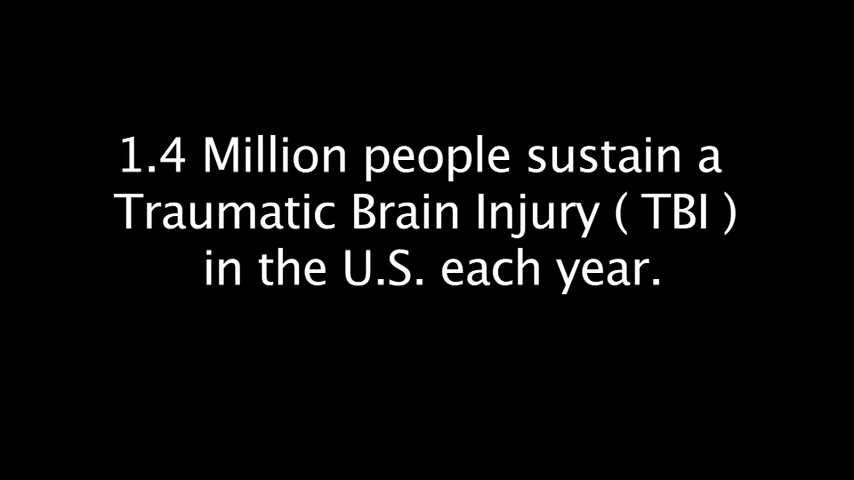 1.4 Million people sustain a
Traumatic Brain Injury ( TBI )
in the U.S. each year.